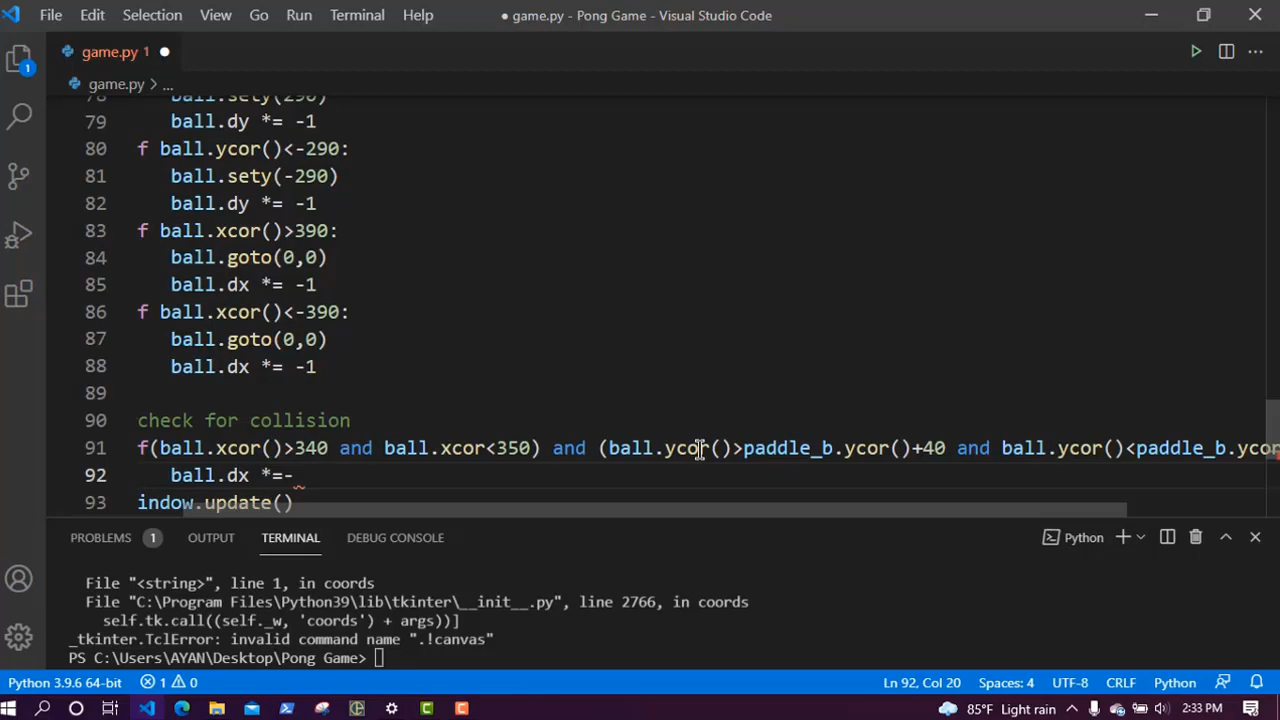 File Edit Selection View Go Run Terminal Help ● game.py - Pong Game - Visual Studio Code
game.py 1
game.py > ...
78 ball.sety(290)
79 ball.dy *= -1
80 f ball.ycor()<-290:
81 ball.sety(-290)
82 ball.dy *= -1
83 f ball.xcor()>390:
84 ball.goto(0,0)
85 ball.dx *= -1
86 f ball.xcor()<-390:
87 ball.goto(0,0)
88 ball.dx *= -1
89
90 check for collision
91 f(ball.xcor()>340 and ball.xcor<350) and (ball.ycor()>paddle_b.ycor()+40 and ball.ycor()<paddle_b.ycor
92 ball.dx *=-
93 indow.update()
PROBLEMS 1 OUTPUT TERMINAL DEBUG CONSOLE Python
File "<string>", line 1, in coords
File "C:\Program Files\Python39\lib\tkinter\__init__.py", line 2766, in coords
self.tk.call((self._w, 'coords') + args))]
_tkinter.TclError: invalid command name ".!canvas"
PS C:\Users\AYAN\Desktop\Pong Game>
Python 3.9.6 64-bit 1 0 Ln 92, Col 20 Spaces: 4 UTF-8 CRLF Python
85°F Light rain 2:33 PM